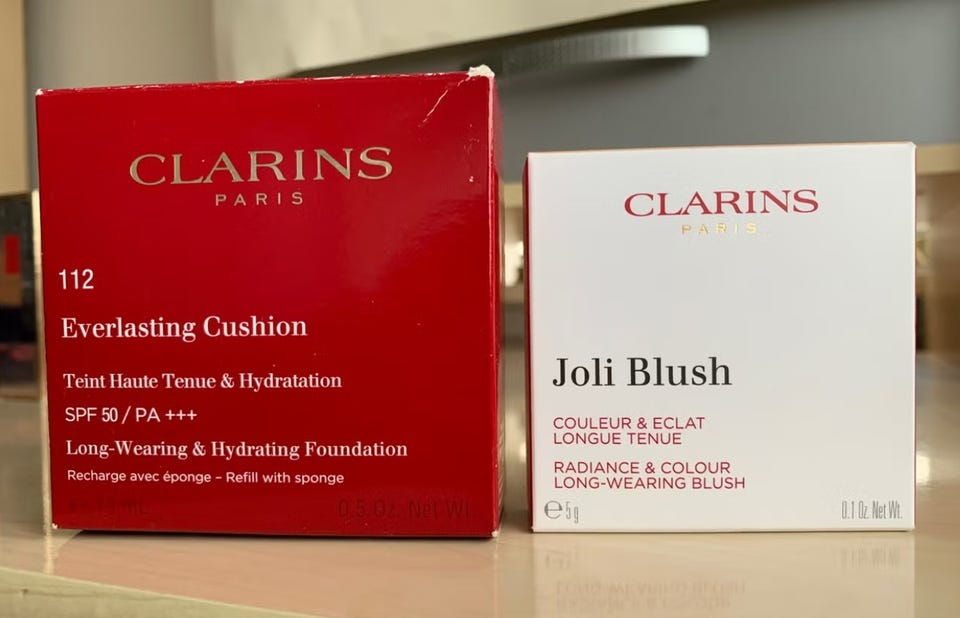 CLARINS
PARIS
112
Everlasting Cushion
Teint Haute Tenue & Hydratation
SPF 50 / PA +++
Long-Wearing & Hydrating Foundation
Recharge avec éponge – Refill with sponge
0.5 Oz. Net Wt.
CLARINS
PARIS
Joli Blush
COULEUR & ECLAT
LONGUE TENUE
RADIANCE & COLOUR
LONG-WEARING BLUSH
℮ 5 g
0.1 Oz. Net Wt.